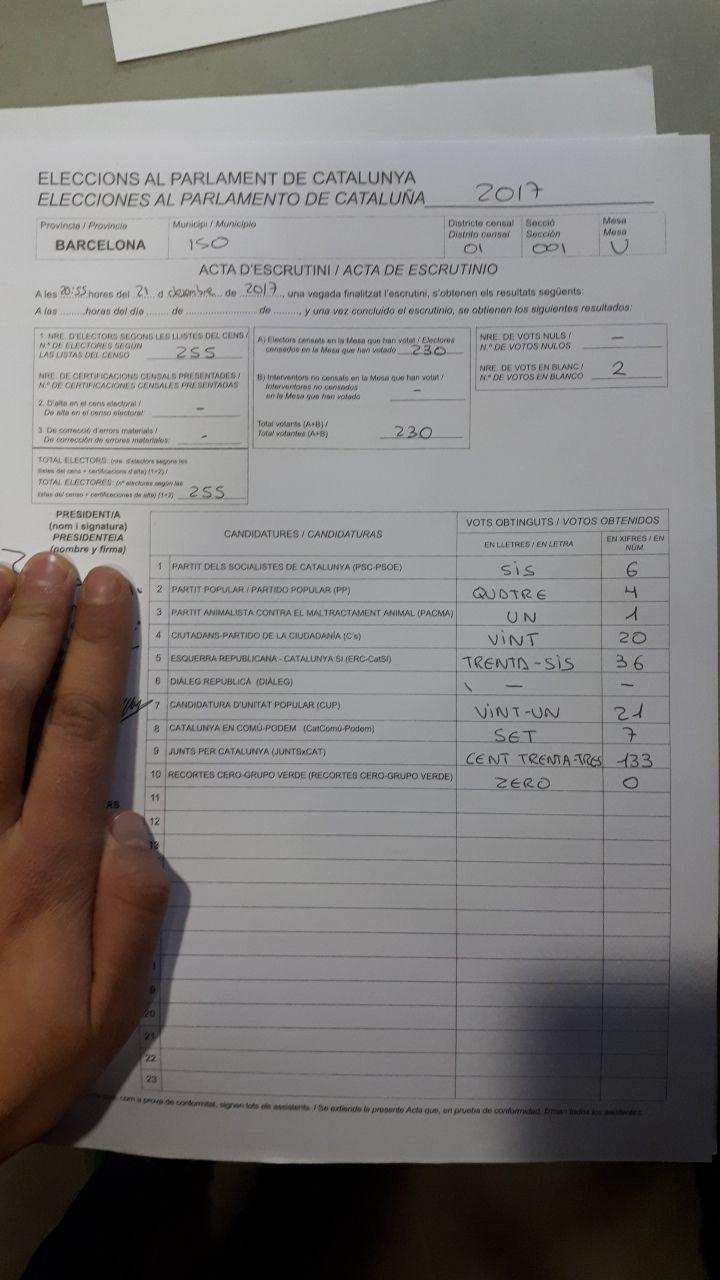 ELECCIONS AL PARLAMENT DE CATALUNYA
ELECCIONES AL PARLAMENTO DE CATALUÑA 2017
Província / Provincia Municipi / Municipio Districte censal Secció Mesa
Distrito censal Sección Mesa
BARCELONA 150 01 001 U
ACTA D'ESCRUTINI / ACTA DE ESCRUTINIO
A les 20:55 hores del 21 d desembre de 2017, una vegada finalitzat l'escrutini, s'obtenen els resultats següents:
A las ........horas del día ....... de ..................... de ........., y una vez concluido el escrutinio, se obtienen los siguientes resultados:
1. NRE. D'ELECTORS SEGONS LES LLISTES DEL CENS /
N.º DE ELECTORES SEGÚN
LAS LISTAS DEL CENSO 255
NRE. DE CERTIFICACIONS CENSALS PRESENTADES /
N.º DE CERTIFICACIONES CENSALES PRESENTADAS
2. D'alta en el cens electoral /
De alta en el censo electoral: -
3. De correcció d'errors materials /
De corrección de errores materiales: -
TOTAL ELECTORS: (nre. d'electors segons les
llistes del cens + certificacions d'alta) (1+2) /
TOTAL ELECTORES: (nº electores según las
listas del censo + certificaciones de alta) (1+2) 255
A) Electors censats en la Mesa que han votat / Electores
censados en la Mesa que han votado 230
B) Interventors no censats en la Mesa que han votat /
Interventores no censados
en la Mesa que han votado -
Total votants (A+B) /
Total votantes (A+B) 230
NRE. DE VOTS NULS /
N.º DE VOTOS NULOS -
NRE. DE VOTS EN BLANC /
N.º DE VOTOS EN BLANCO 2
PRESIDENT/A
(nom i signatura)
PRESIDENTE/A
(nombre y firma)
CANDIDATURES / CANDIDATURAS
VOTS OBTINGUTS / VOTOS OBTENIDOS
EN LLETRES / EN LETRA EN XIFRES / EN
NÚM.
1 PARTIT DELS SOCIALISTES DE CATALUNYA (PSC-PSOE) SIS 6
2 PARTIT POPULAR / PARTIDO POPULAR (PP) QUATRE 4
3 PARTIT ANIMALISTA CONTRA EL MALTRACTAMENT ANIMAL (PACMA) UN 1
4 CIUTADANS-PARTIDO DE LA CIUDADANÍA (C's) VINT 20
5 ESQUERRA REPUBLICANA - CATALUNYA SÍ (ERC-CatSí) TRENTA-SIS 36
6 DIÀLEG REPUBLICÀ (DIÀLEG) - -
7 CANDIDATURA D'UNITAT POPULAR (CUP) VINT-UN 21
8 CATALUNYA EN COMÚ-PODEM (CatComú-Podem) SET 7
9 JUNTS PER CATALUNYA (JUNTSxCAT) CENT TRENTA-TRES 133
10 RECORTES CERO-GRUPO VERDE (RECORTES CERO-GRUPO VERDE) ZERO 0
11
12
13
20
21
22
23
com a prova de conformitat, signen tots els assistents. / Se extiende la presente Acta que, en prueba de conformidad, firman todos los asistentes.